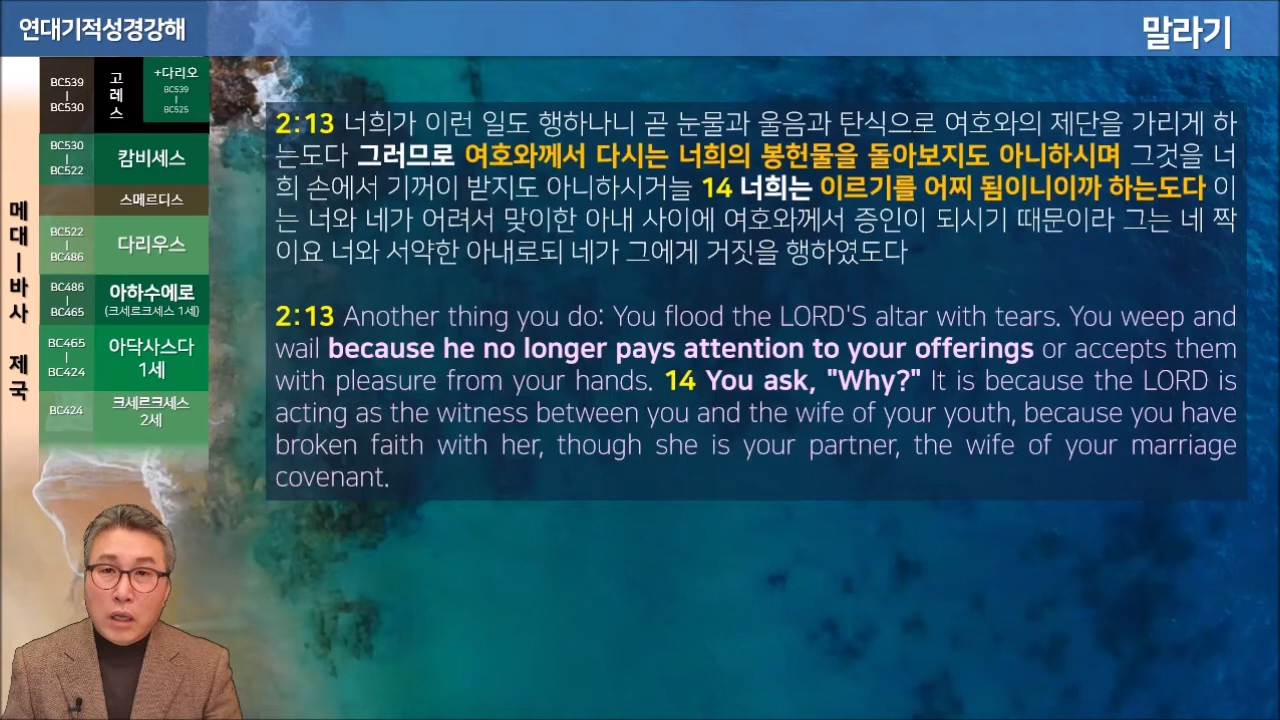 연대기적성경강해
말라기
메대ㅣ바사 제국
BC539
|
BC530
고레스
+다리오
BC539
|
BC525
BC530
|
BC522
캄비세스
스메르디스
BC522
|
BC486
다리우스
BC486
|
BC465
아하수에로
(크세르크세스 1세)
BC465
|
BC424
아닥사스다
1세
BC424
크세르크세스
2세
2:13 너희가 이런 일도 행하나니 곧 눈물과 울음과 탄식으로 여호와의 제단을 가리게 하
는도다 그러므로 여호와께서 다시는 너희의 봉헌물을 돌아보지도 아니하시며 그것을 너
희 손에서 기꺼이 받지도 아니하시거늘 14 너희는 이르기를 어찌 됨이니이까 하는도다 이
는 너와 네가 어려서 맞이한 아내 사이에 여호와께서 증인이 되시기 때문이라 그는 네 짝
이요 너와 서약한 아내로되 네가 그에게 거짓을 행하였도다
2:13 Another thing you do: You flood the LORD'S altar with tears. You weep and
wail because he no longer pays attention to your offerings or accepts them
with pleasure from your hands. 14 You ask, "Why?" It is because the LORD is
acting as the witness between you and the wife of your youth, because you have
broken faith with her, though she is your partner, the wife of your marriage
covenant.